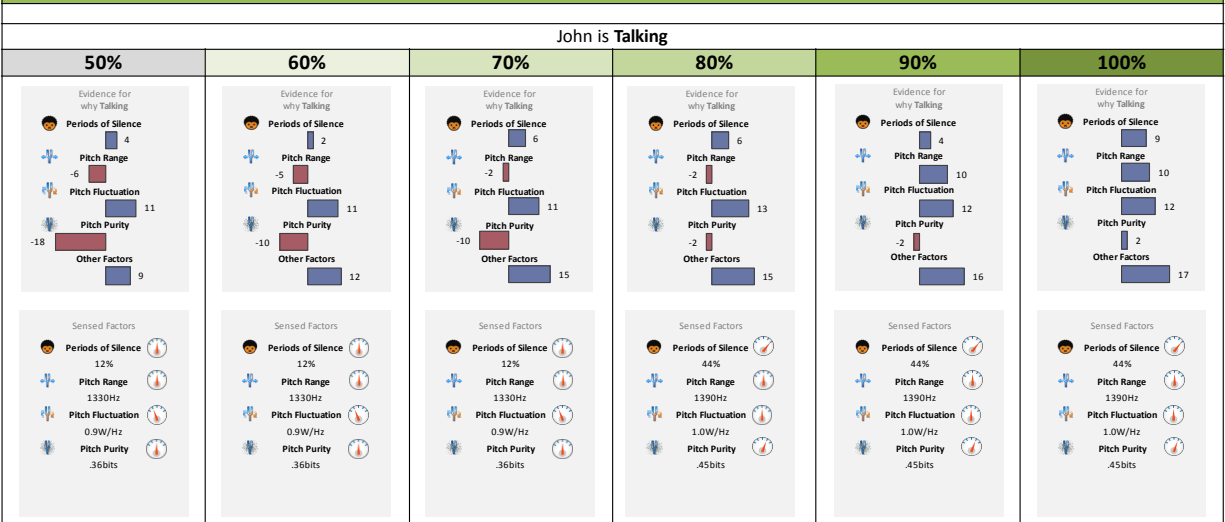 John is Talking
50%
60%
70%
80%
90%
100%
Evidence for
why Talking
Periods of Silence
4
Pitch Range
-6
Pitch Fluctuation
11
Pitch Purity
-18
Other Factors
9
Evidence for
why Talking
Periods of Silence
2
Pitch Range
-5
Pitch Fluctuation
11
Pitch Purity
-10
Other Factors
12
Evidence for
why Talking
Periods of Silence
6
Pitch Range
-2
Pitch Fluctuation
11
Pitch Purity
-10
Other Factors
15
Evidence for
why Talking
Periods of Silence
6
Pitch Range
-2
Pitch Fluctuation
13
Pitch Purity
-2
Other Factors
15
Evidence for
why Talking
Periods of Silence
4
Pitch Range
10
Pitch Fluctuation
12
Pitch Purity
-2
Other Factors
16
Evidence for
why Talking
Periods of Silence
9
Pitch Range
10
Pitch Fluctuation
12
Pitch Purity
2
Other Factors
17
Sensed Factors
Periods of Silence
12%
Pitch Range
1330Hz
Pitch Fluctuation
0.9W/Hz
Pitch Purity
.36bits
Sensed Factors
Periods of Silence
12%
Pitch Range
1330Hz
Pitch Fluctuation
0.9W/Hz
Pitch Purity
.36bits
Sensed Factors
Periods of Silence
12%
Pitch Range
1330Hz
Pitch Fluctuation
0.9W/Hz
Pitch Purity
.36bits
Sensed Factors
Periods of Silence
44%
Pitch Range
1390Hz
Pitch Fluctuation
1.0W/Hz
Pitch Purity
.45bits
Sensed Factors
Periods of Silence
44%
Pitch Range
1390Hz
Pitch Fluctuation
1.0W/Hz
Pitch Purity
.45bits
Sensed Factors
Periods of Silence
44%
Pitch Range
1390Hz
Pitch Fluctuation
1.0W/Hz
Pitch Purity
.45bits